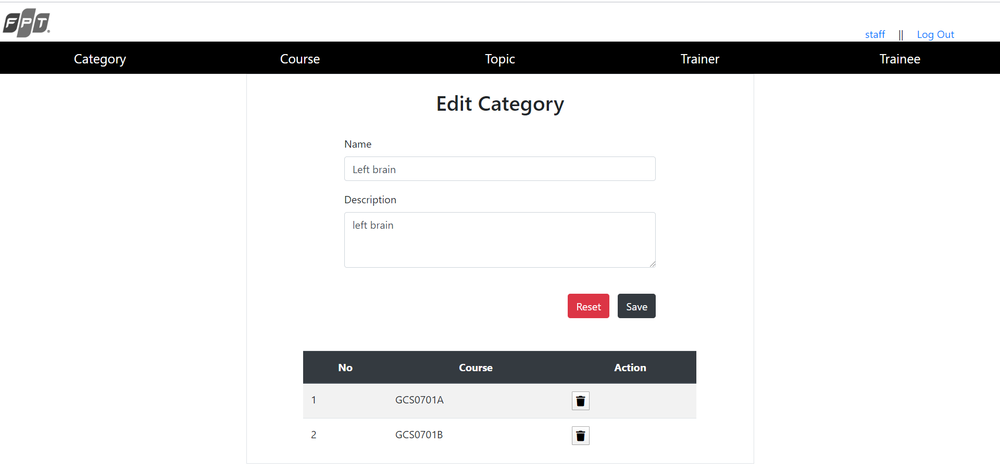 FPT
staff || Log Out
Category Course Topic Trainer Trainee
Edit Category
Name
Left brain
Description
left brain
Reset Save
No Course Action
1 GCS0701A
2 GCS0701B